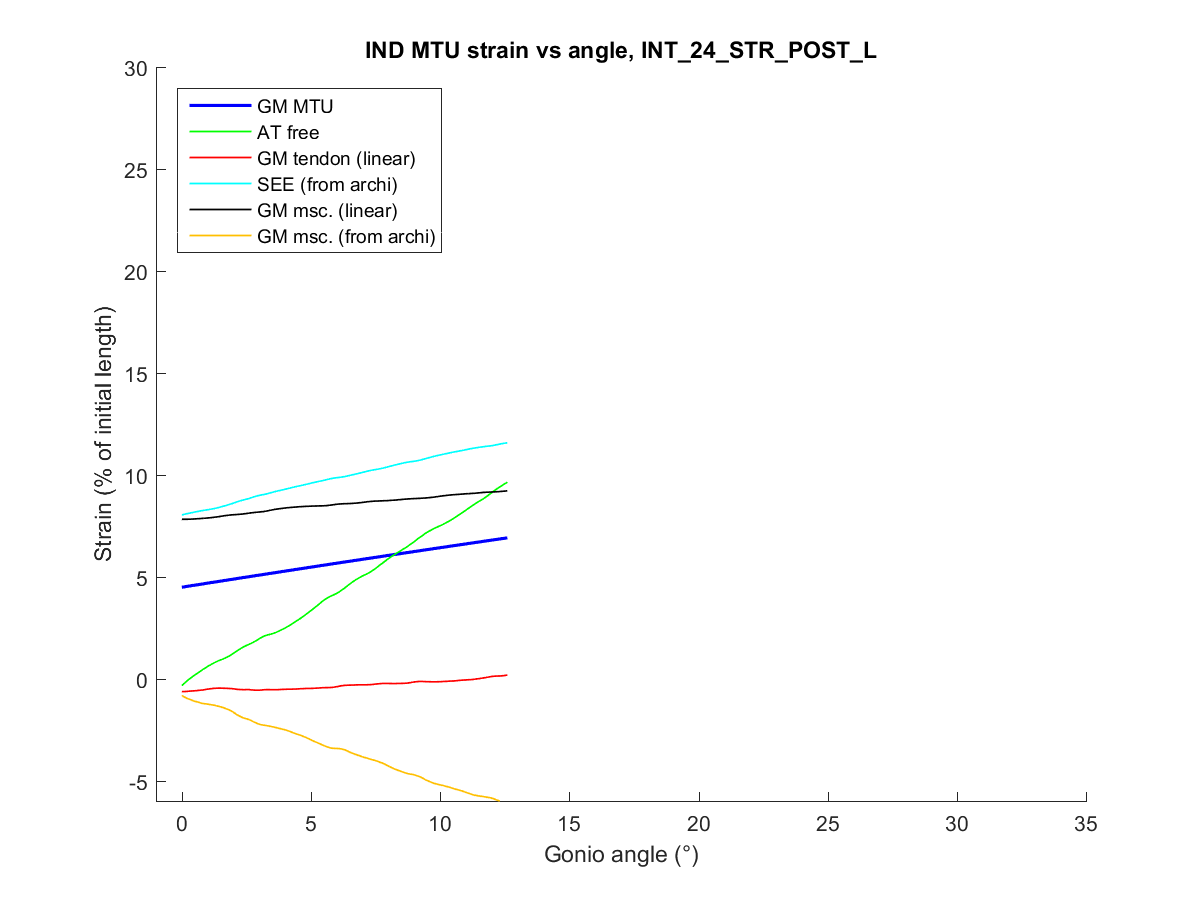 IND MTU strain vs angle, INT_24_STR_POST_L
30
25
20
15
10
5
0
-5
Strain (% of initial length)
GM MTU
AT free
GM tendon (linear)
SEE (from archi)
GM msc. (linear)
GM msc. (from archi)
0 5 10 15 20 25 30 35
Gonio angle (°)